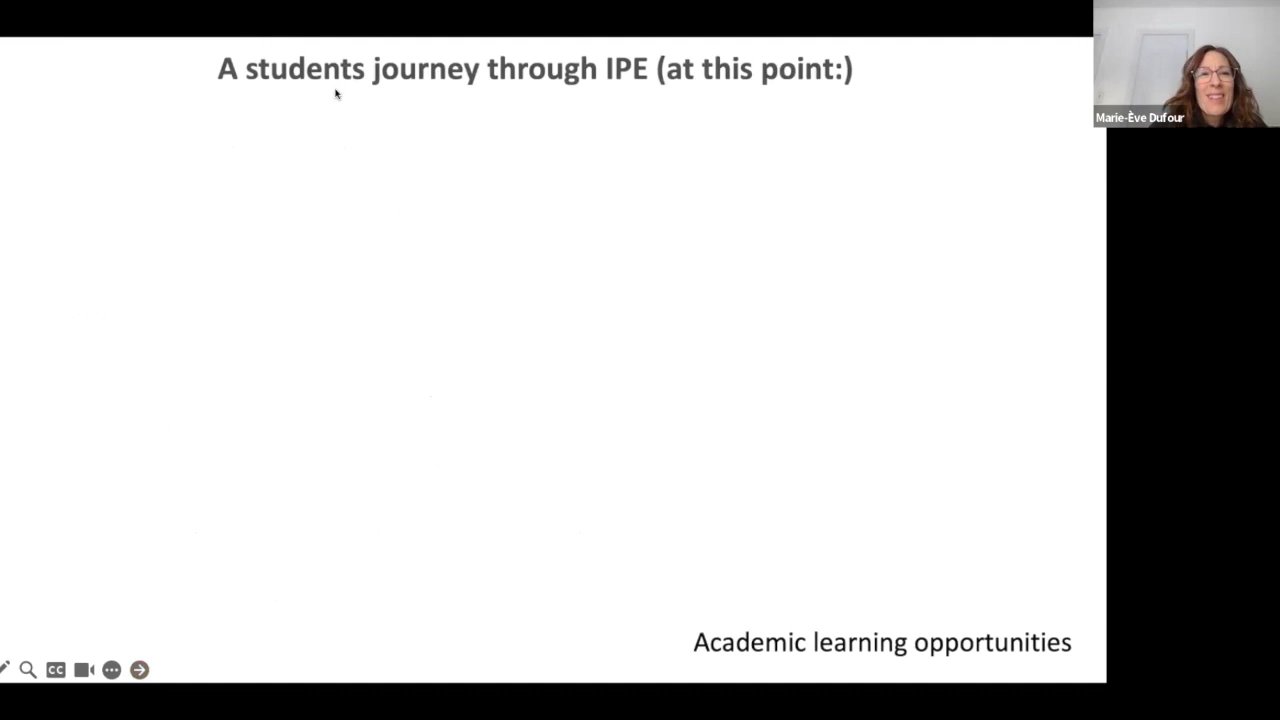 A students journey through IPE (at this point:)
Marie-Ève Dufour
Academic learning opportunities
CC